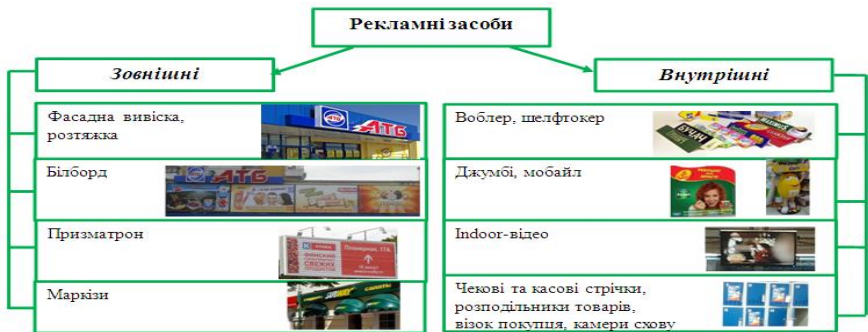 Рекламні засоби
Зовнішні
Фасадна вивіска,
розтяжка
АТБ
Білборд
АТБ
Призматрон
Маркізи
SUBWAY
Внутрішні
Воблер, шелфтокер
Джумбі, мобайл
Indoor-відео
Чекові та касові стрічки,
розподільники товарів,
візок покупця, камери схову